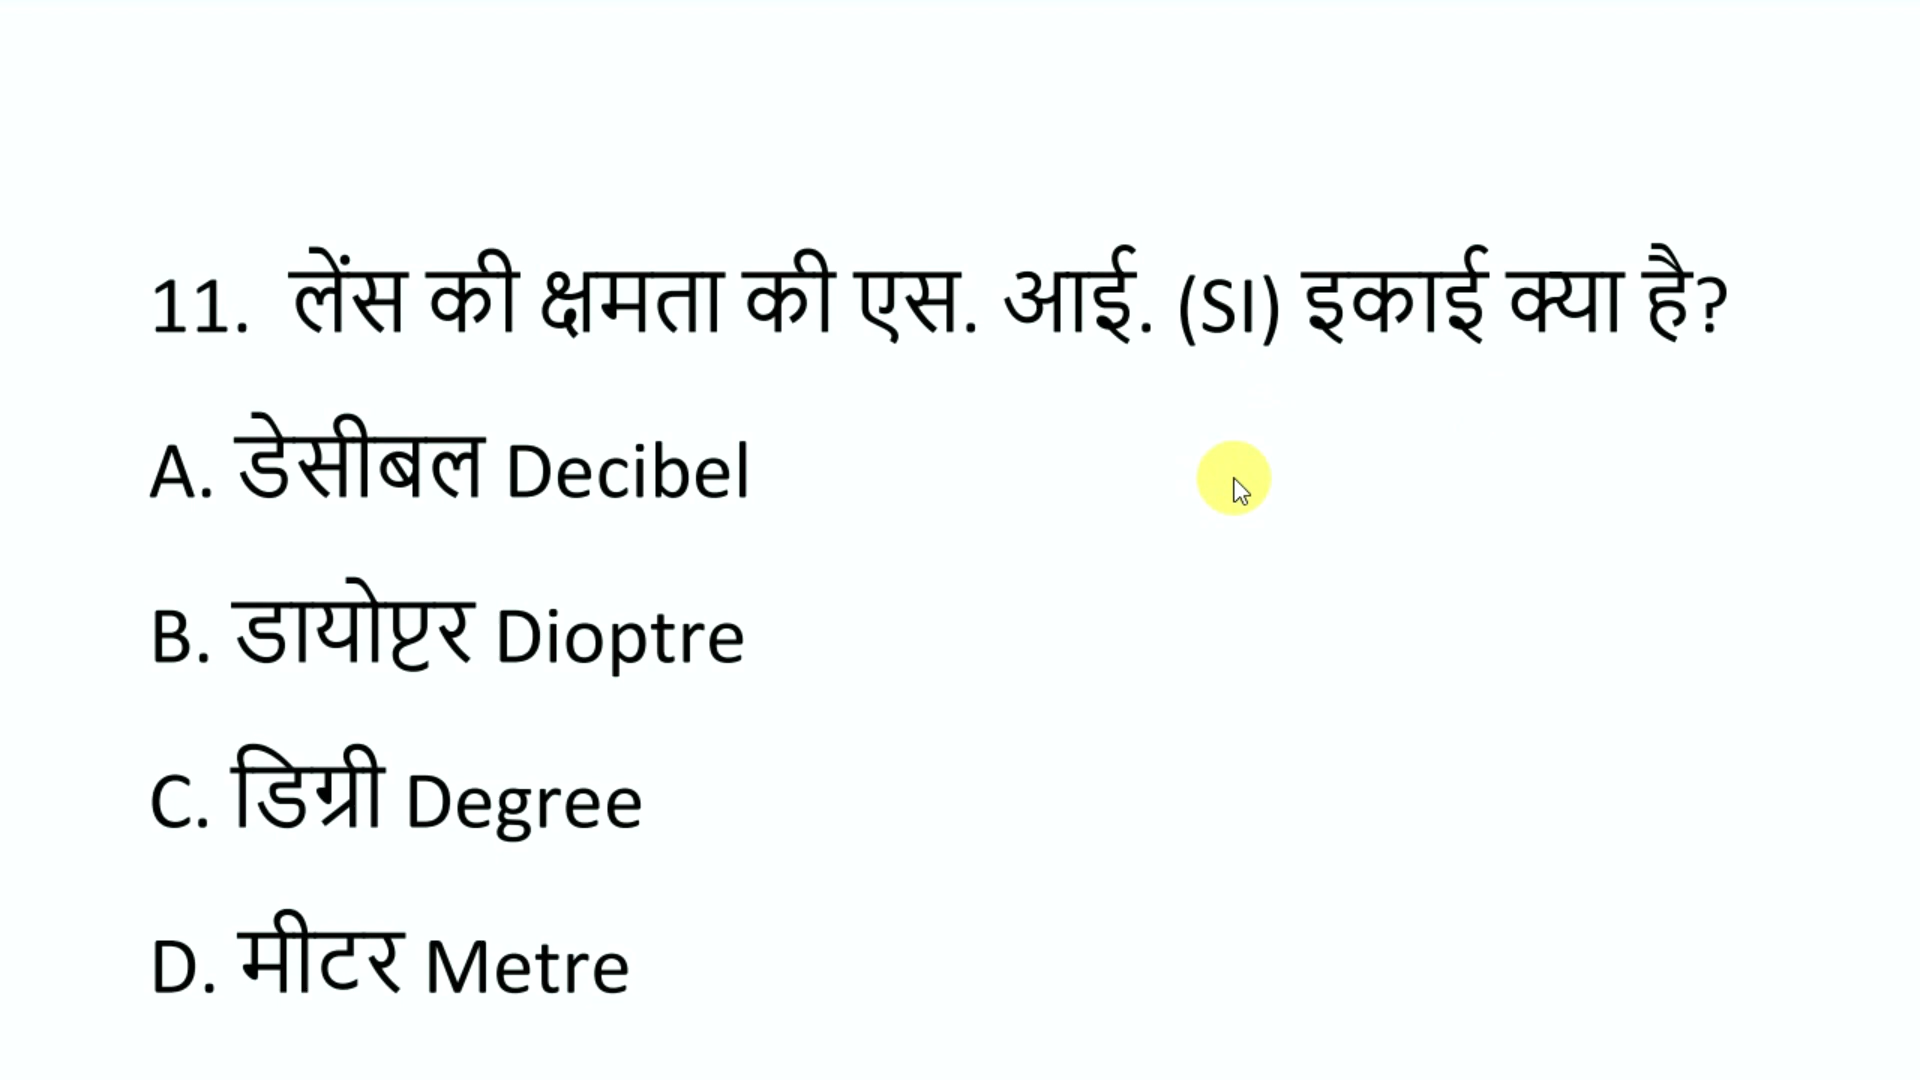 11. लेंस की क्षमता की एस. आई. (SI) इकाई क्या है?
A. डेसीबल Decibel
B. डायोप्टर Dioptre
C. डिग्री Degree
D. मीटर Metre